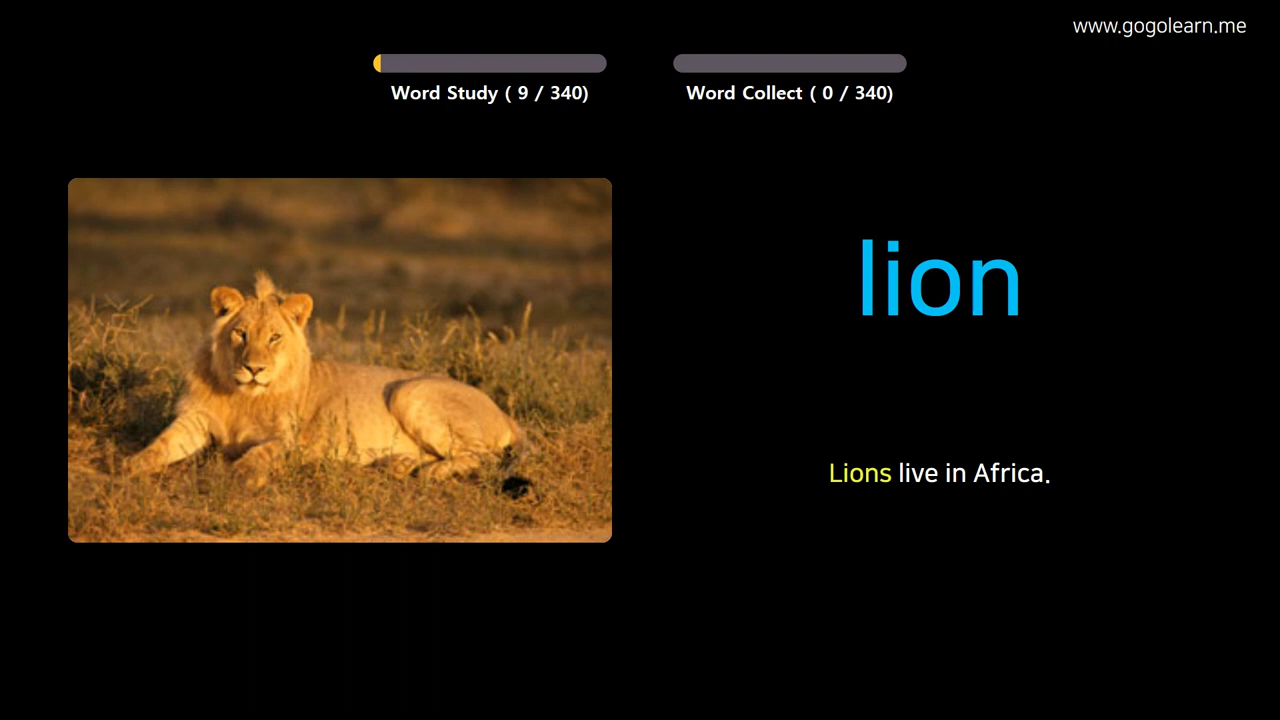 www.gogolearn.me
Word Study ( 9 / 340)
Word Collect ( 0 / 340)
lion
Lions live in Africa.